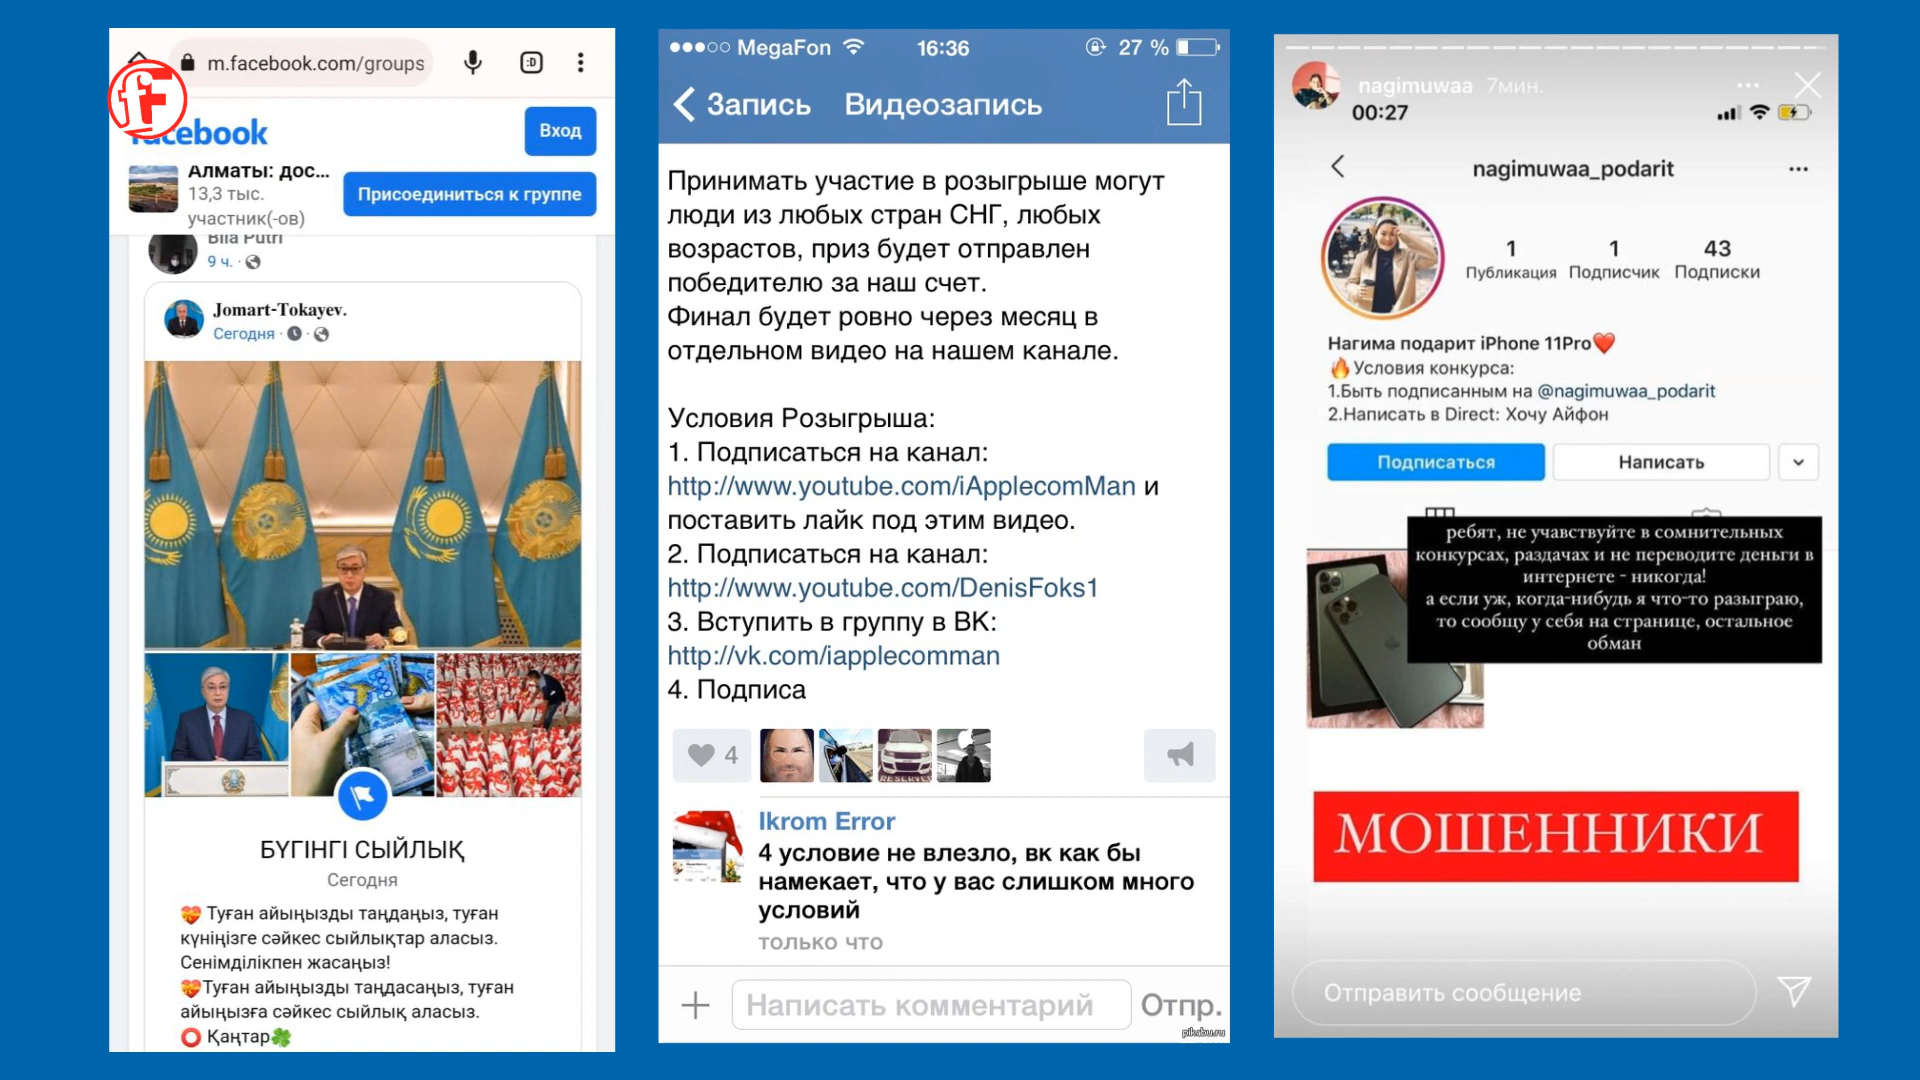 m.facebook.com/groups
facebook
Вход
Алматы: дос...
13,3 тыс.
участник(-ов)
Присоединиться к группе
Bila Putri
9 ч.
Jomart-Tokayev.
Сегодня
БҮГІНГІ СЫЙЛЫҚ
Сегодня
Туған айыңызды таңдаңыз, туған
күніңізге сәйкес сыйлықтар аласыз.
Сенімділікпен жасаңыз!
Туған айыңызды таңдасаңыз, туған
айыңызға сәйкес сыйлық аласыз.
Қаңтар
MegaFon
16:36
27 %
Запись
Видеозапись
Принимать участие в розыгрыше могут
люди из любых стран СНГ, любых
возрастов, приз будет отправлен
победителю за наш счет.
Финал будет ровно через месяц в
отдельном видео на нашем канале.
Условия Розыгрыша:
1. Подписаться на канал:
http://www.youtube.com/iApplecomMan и
поставить лайк под этим видео.
2. Подписаться на канал:
http://www.youtube.com/DenisFoks1
3. Вступить в группу в ВК:
http://vk.com/iapplecomman
4. Подписа
4
RESERVED
Ikrom Error
4 условие не влезло, вк как бы
намекает, что у вас слишком много
условий
только что
Написать комментарий
Отпр.
pikabu.ru
nagimuwaa 7мин.
00:27
nagimuwaa_podarit
1
Публикация
1
Подписчик
43
Подписки
Нагима подарит iPhone 11Pro
Условия конкурса:
1.Быть подписанным на @nagimuwaa_podarit
2.Написать в Direct: Хочу Айфон
Подписаться
Написать
ребят, не учавствуйте в сомнительных
конкурсах, раздачах и не переводите деньги в
интернете - никогда!
а если уж, когда-нибудь я что-то разыграю,
то сообщу у себя на странице, остальное
обман
МОШЕННИКИ
Отправить сообщение